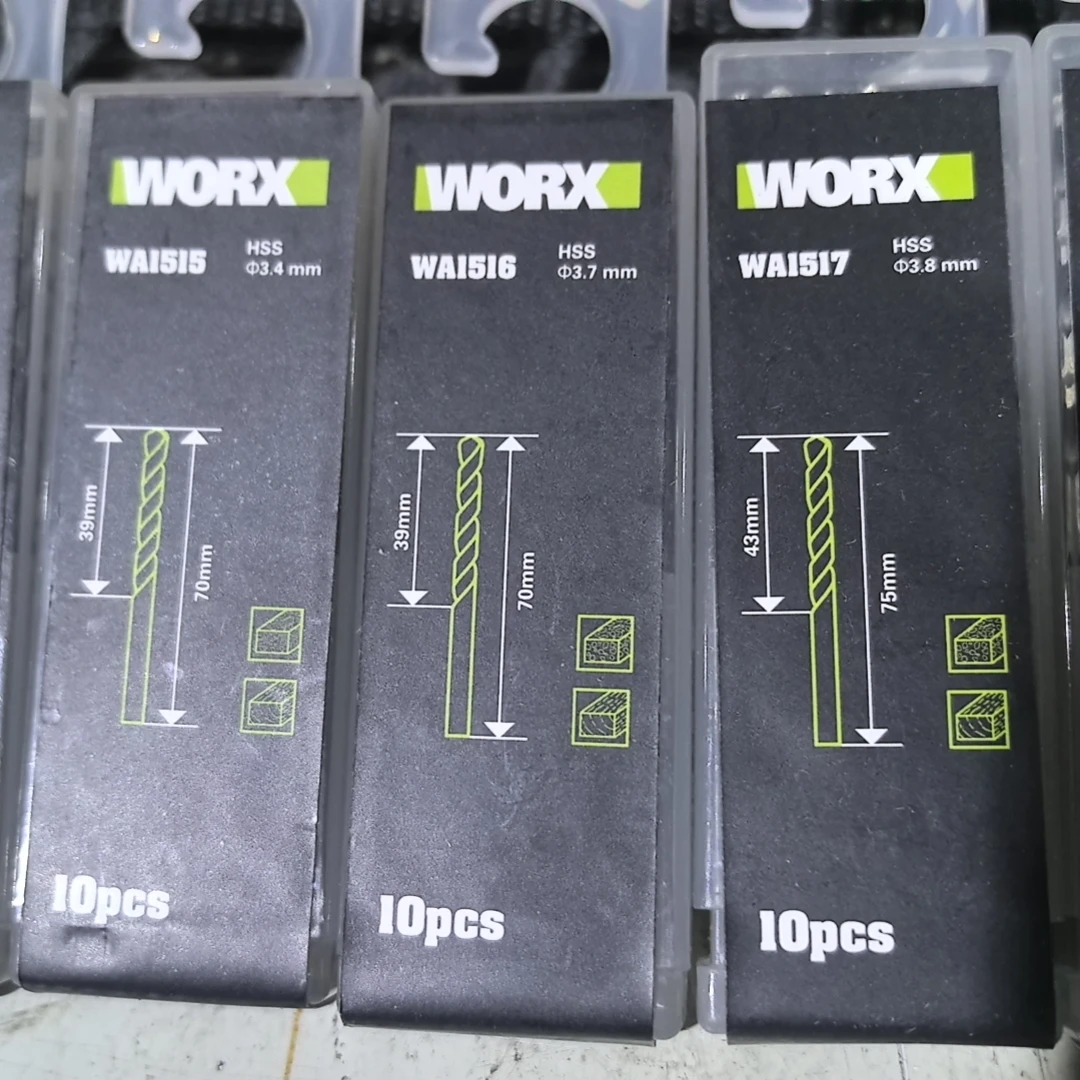 WORX
WA1515
HSS
Φ3.4 mm
39mm
70mm
10pcs
WORX
WA1516
HSS
Φ3.7 mm
39mm
70mm
10pcs
WORX
WA1517
HSS
Φ3.8 mm
43mm
75mm
10pcs